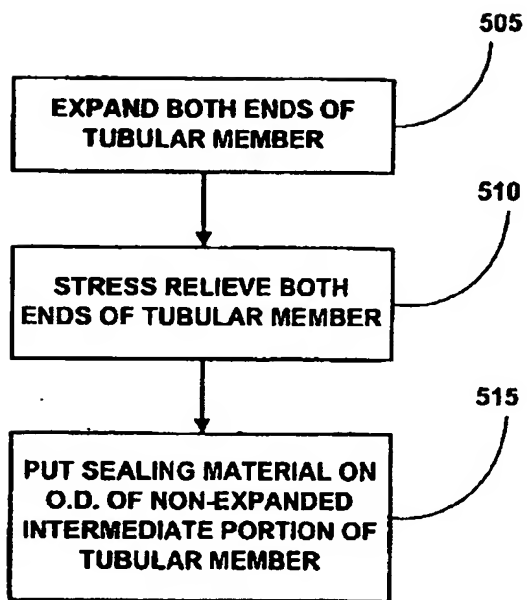 505
EXPAND BOTH ENDS OF
TUBULAR MEMBER
510
STRESS RELIEVE BOTH
ENDS OF TUBULAR MEMBER
515
PUT SEALING MATERIAL ON
O.D. OF NON-EXPANDED
INTERMEDIATE PORTION OF
TUBULAR MEMBER